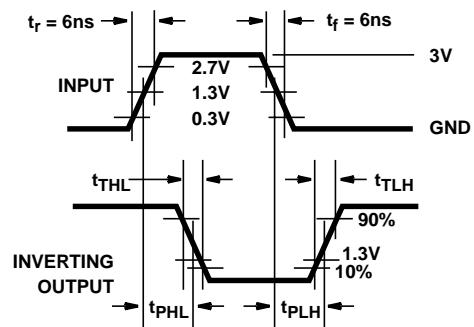 tr = 6ns
tf = 6ns
3V
INPUT
2.7V
1.3V
0.3V
GND
tTHL
tTLH
90%
INVERTING
OUTPUT
1.3V
10%
tPHL
tPLH